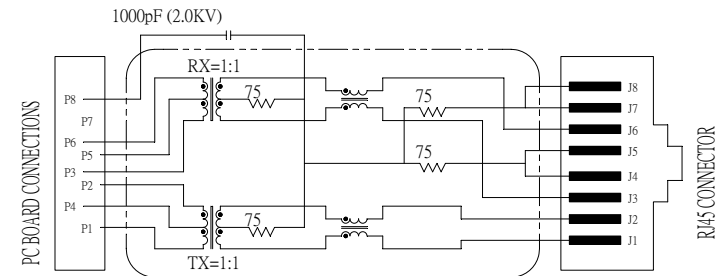 1000pF (2.0KV)
PC BOARD CONNECTIONS
P8
P7
P6
P5
P3
P2
P4
P1
RX=1:1
75
75
75
75
TX=1:1
J8
J7
J6
J5
J4
J3
J2
J1
RJ45 CONNECTOR